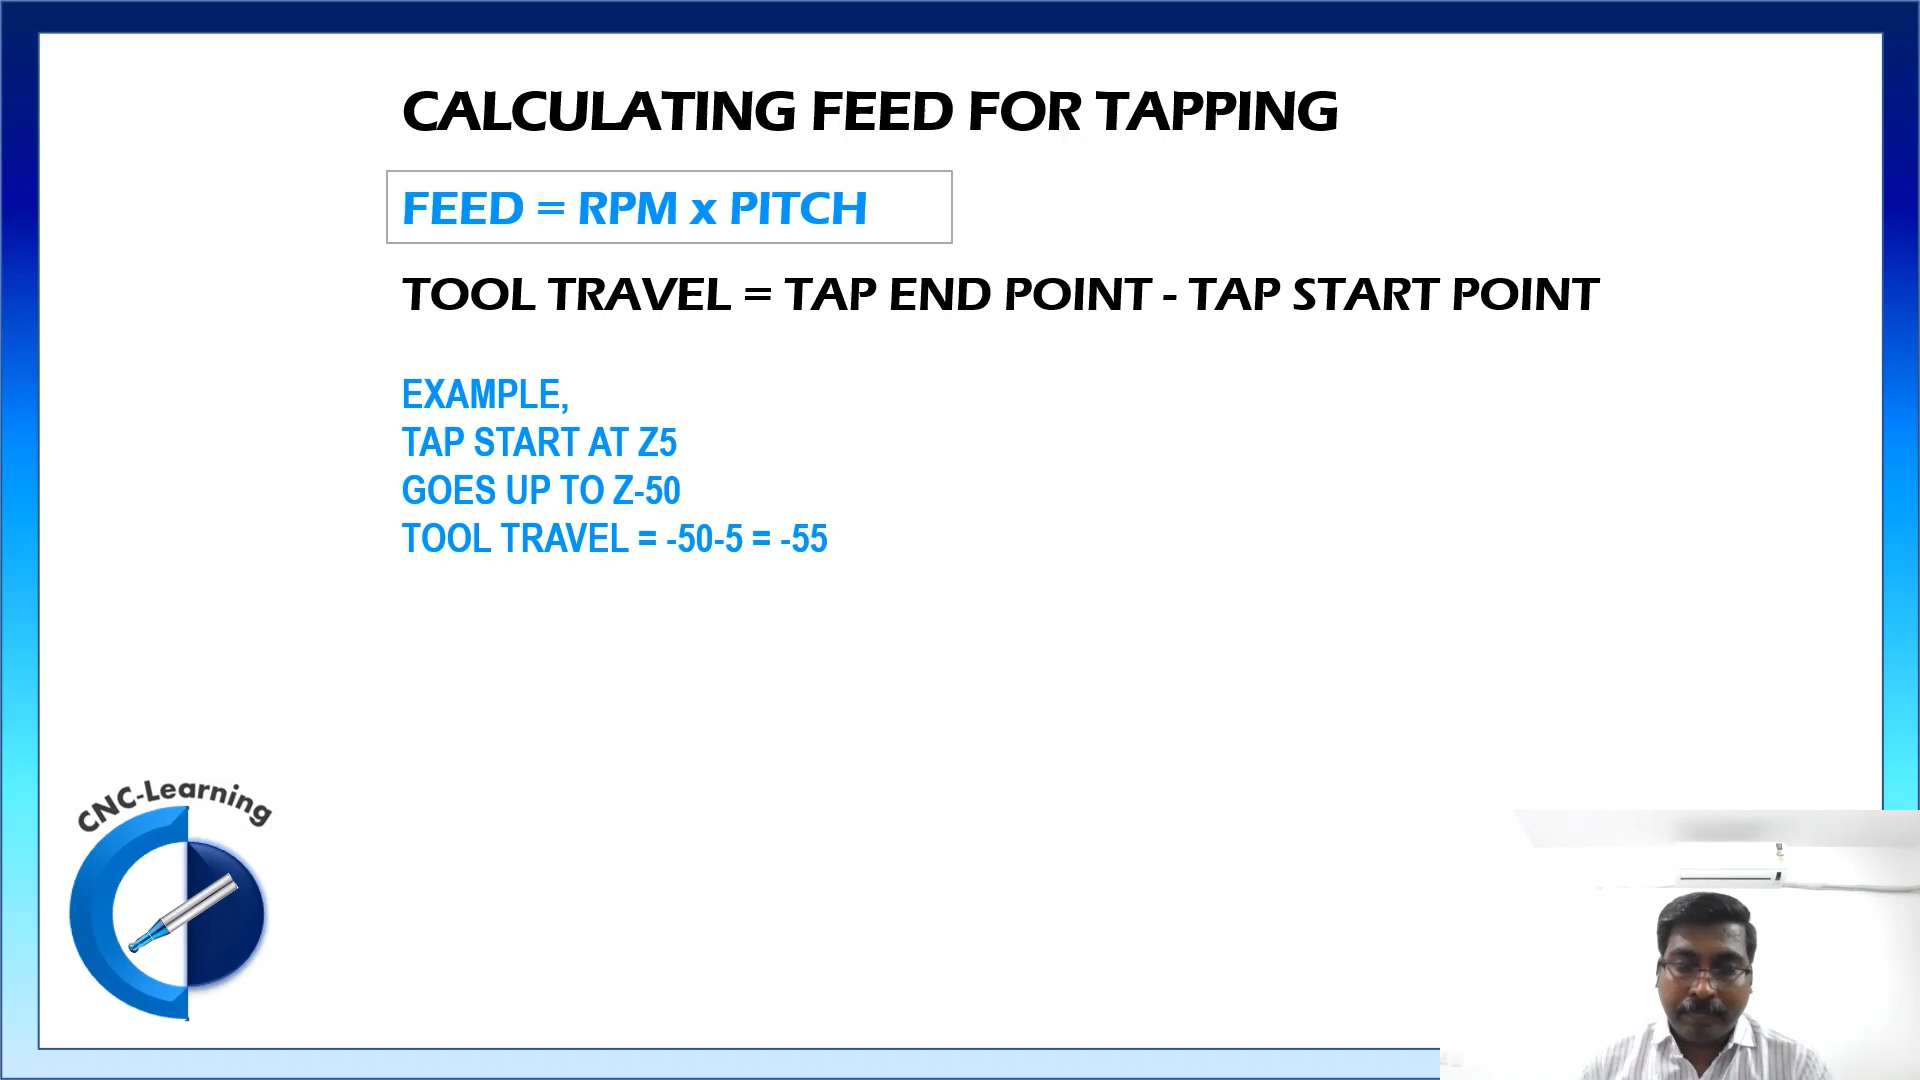 CALCULATING FEED FOR TAPPING
FEED = RPM x PITCH
TOOL TRAVEL = TAP END POINT - TAP START POINT
EXAMPLE,
TAP START AT Z5
GOES UP TO Z-50
TOOL TRAVEL = -50-5 = -55
CNC-Learning